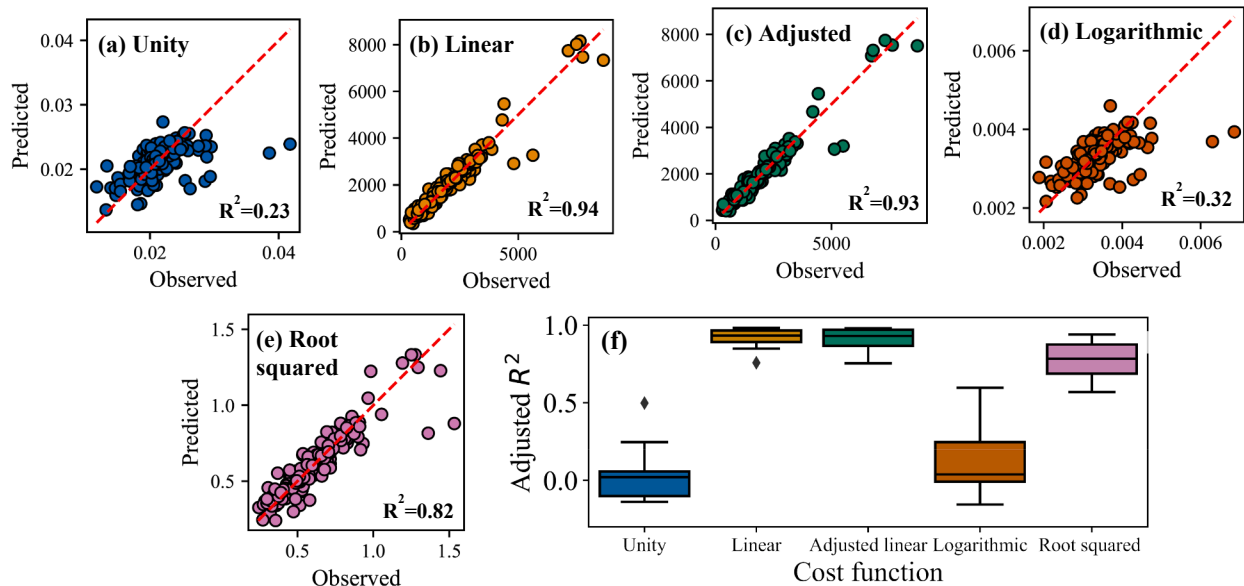 (a) Unity
0.04
0.03
0.02
Predicted
0.02
0.04
R²=0.23
Observed
(b) Linear
8000
6000
4000
2000
0
Predicted
0
5000
R²=0.94
Observed
(c) Adjusted
8000
6000
4000
2000
0
Predicted
0
5000
R²=0.93
Observed
(d) Logarithmic
0.006
0.004
0.002
Predicted
0.002
0.004
0.006
R²=0.32
Observed
(e) Root
squared
1.5
1.0
0.5
Predicted
0.5
1.0
1.5
R²=0.82
Observed
(f)
1.0
0.5
0.0
Adjusted R²
Unity
Linear
Adjusted linear
Logarithmic
Root squared
Cost function